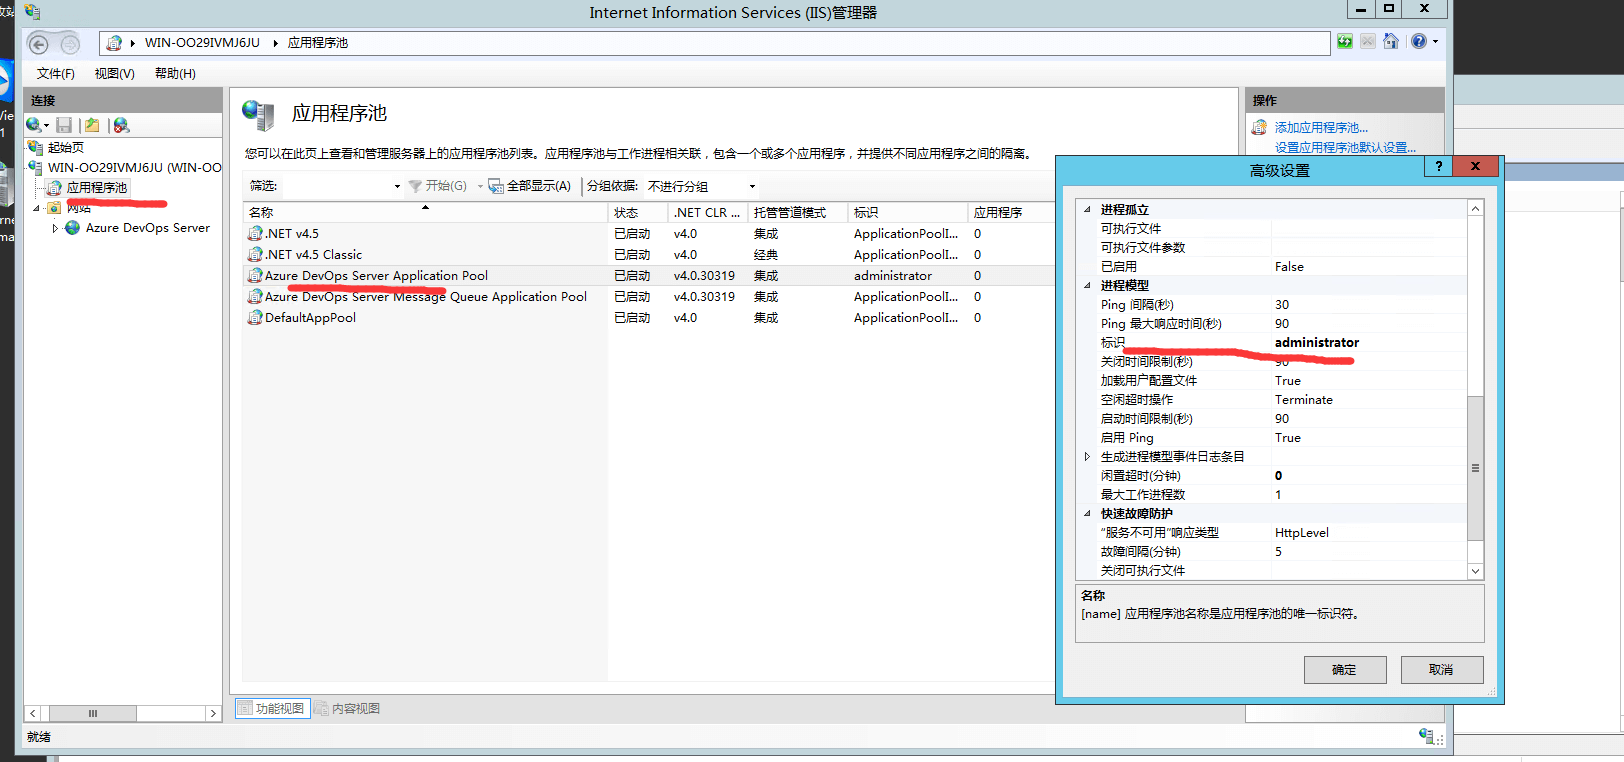 Internet Information Services (IIS)管理器
WIN-OO29IVMJ6JU 应用程序池
文件(F) 视图(V) 帮助(H)
连接
起始页
WIN-OO29IVMJ6JU (WIN-OO
应用程序池
网站
Azure DevOps Server
应用程序池
您可以在此页上查看和管理服务器上的应用程序池列表。应用程序池与工作进程相关联，包含一个或多个应用程序，并提供不同应用程序之间的隔离。
筛选: 开始(G) 全部显示(A) 分组依据: 不进行分组
名称 状态 .NET CLR ... 托管管道模式 标识 应用程序
.NET v4.5 已启动 v4.0 集成 ApplicationPoolI... 0
.NET v4.5 Classic 已启动 v4.0 经典 ApplicationPoolI... 0
Azure DevOps Server Application Pool 已启动 v4.0.30319 集成 administrator 0
Azure DevOps Server Message Queue Application Pool 已启动 v4.0.30319 集成 ApplicationPoolI... 0
DefaultAppPool 已启动 v4.0 集成 ApplicationPoolI... 0
操作
添加应用程序池...
设置应用程序池默认设置...
高级设置
进程孤立
可执行文件
可执行文件参数
已启用 False
进程模型
Ping 间隔(秒) 30
Ping 最大响应时间(秒) 90
标识 administrator
关闭时间限制(秒) 90
加载用户配置文件 True
空闲超时操作 Terminate
启动时间限制(秒) 90
启用 Ping True
生成进程模型事件日志条目
闲置超时(分钟) 0
最大工作进程数 1
快速故障防护
“服务不可用”响应类型 HttpLevel
故障间隔(分钟) 5
关闭可执行文件
名称
[name] 应用程序池名称是应用程序池的唯一标识符。
确定 取消
功能视图 内容视图
就绪